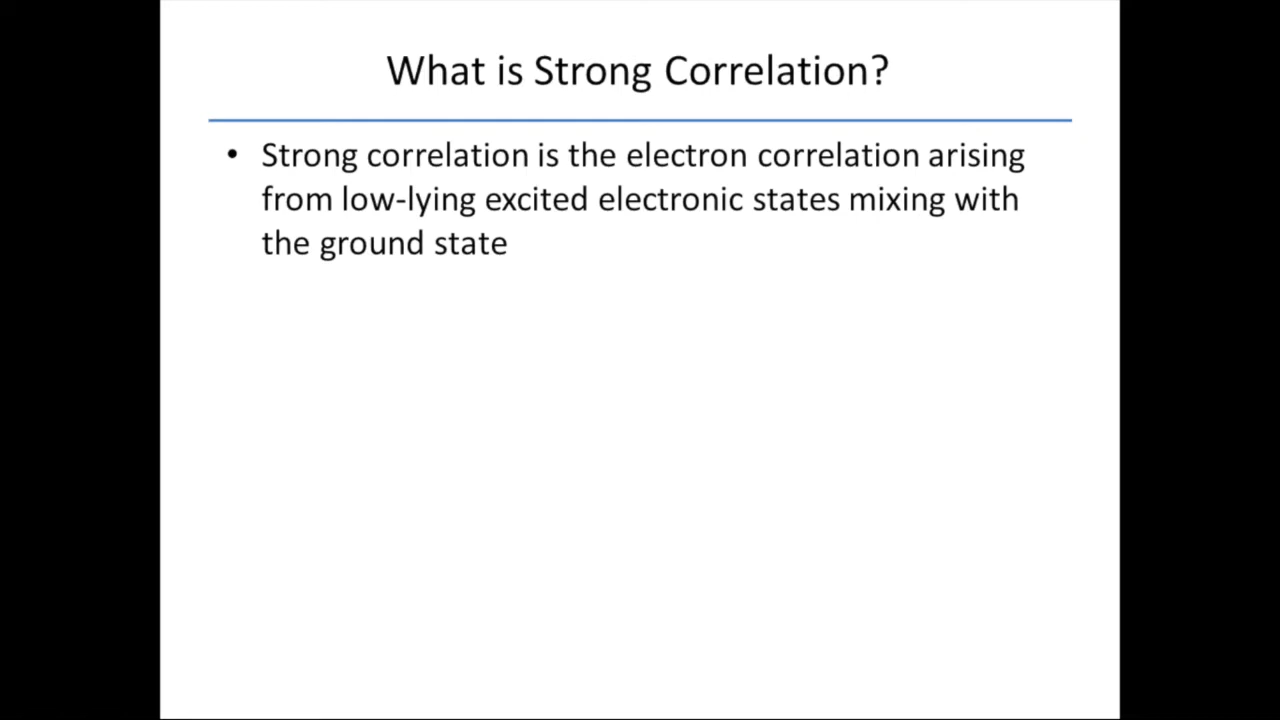 What is Strong Correlation?
• Strong correlation is the electron correlation arising
from low-lying excited electronic states mixing with
the ground state